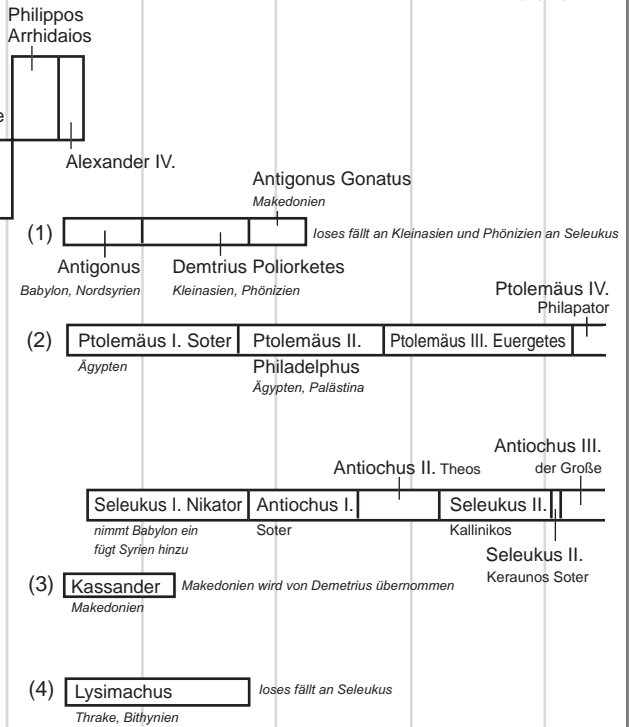 Philippos
Arrhidaios
Alexander IV.
Antigonus Gonatus
Makedonien
(1)
loses fällt an Kleinasien und Phönizien an Seleukus
Antigonus
Demtrius Poliorketes
Babylon, Nordsyrien
Kleinasien, Phönizien
Ptolemäus IV.
Philapator
(2)
Ptolemäus I. Soter
Ptolemäus II.
Ptolemäus III. Euergetes
Ägypten
Philadelphus
Ägypten, Palästina
Antiochus III.
der Große
Antiochus II. Theos
Seleukus I. Nikator
Antiochus I.
Seleukus II.
nimmt Babylon ein
fügt Syrien hinzu
Soter
Kallinikos
Seleukus II.
Keraunos Soter
(3)
Kassander
Makedonien wird von Demetrius übernommen
Makedonien
(4)
Lysimachus
loses fällt an Seleukus
Thrake, Bithynien